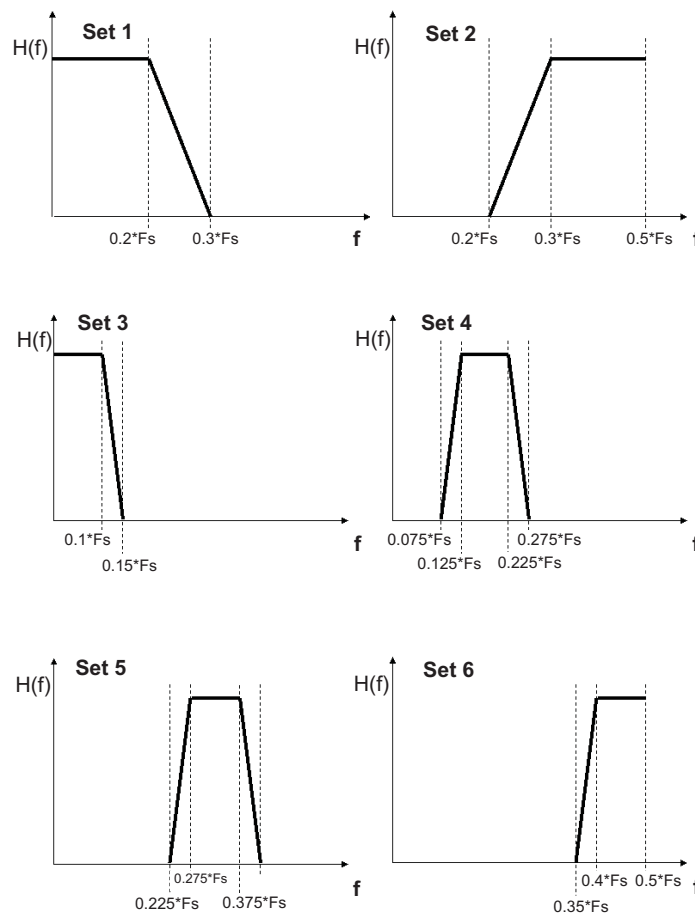 Set 1
H(f)
0.2*Fs
0.3*Fs
f
Set 2
H(f)
0.2*Fs
0.3*Fs
0.5*Fs
f
Set 3
H(f)
0.1*Fs
0.15*Fs
f
Set 4
H(f)
0.075*Fs
0.125*Fs
0.225*Fs
0.275*Fs
f
Set 5
H(f)
0.225*Fs
0.275*Fs
0.375*Fs
f
Set 6
H(f)
0.35*Fs
0.4*Fs
0.5*Fs
f